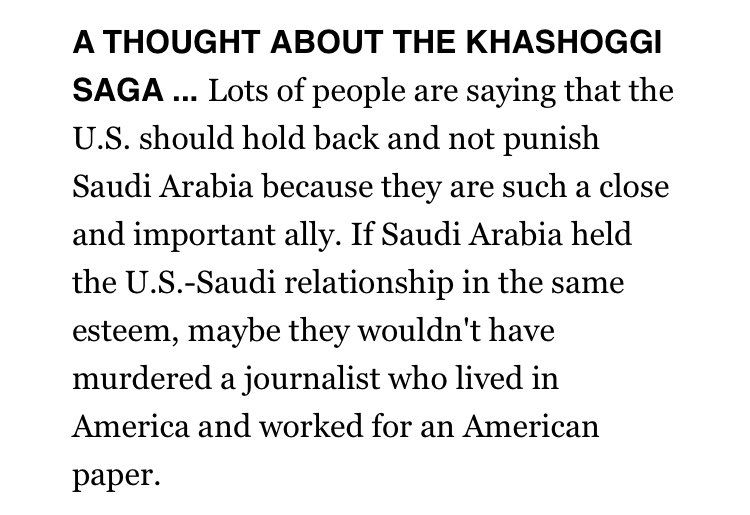 A THOUGHT ABOUT THE KHASHOGGI
SAGA ... Lots of people are saying that the
U.S. should hold back and not punish
Saudi Arabia because they are such a close
and important ally. If Saudi Arabia held
the U.S.-Saudi relationship in the same
esteem, maybe they wouldn't have
murdered a journalist who lived in
America and worked for an American
paper.